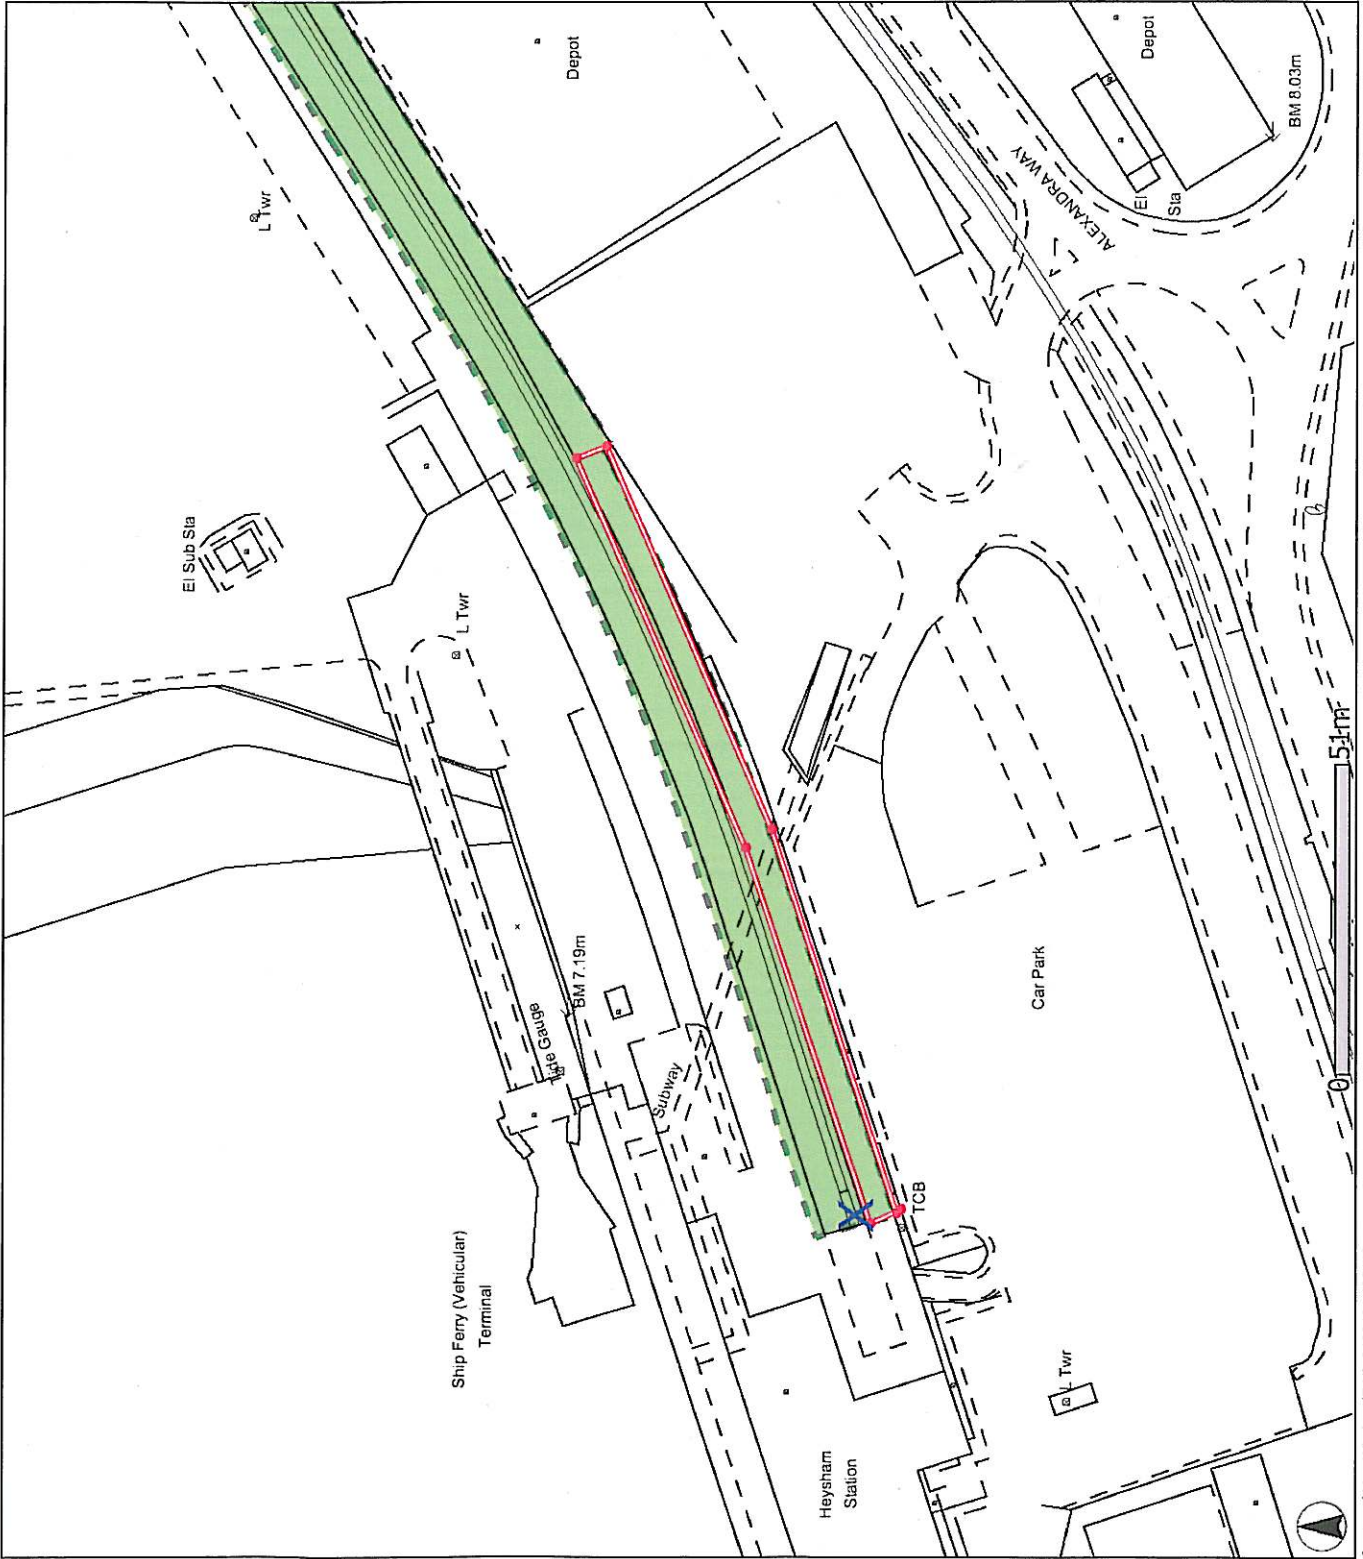 Depot
Depot
BM 8.03m
L Twr
ALEXANDRA WAY
El
Sta
El Sub Sta
L Twr
BM 7.19m
Tide Gauge
Subway
Car Park
51m
0
TCB
Ship Ferry (Vehicular)
Terminal
L Twr
Heysham
Station